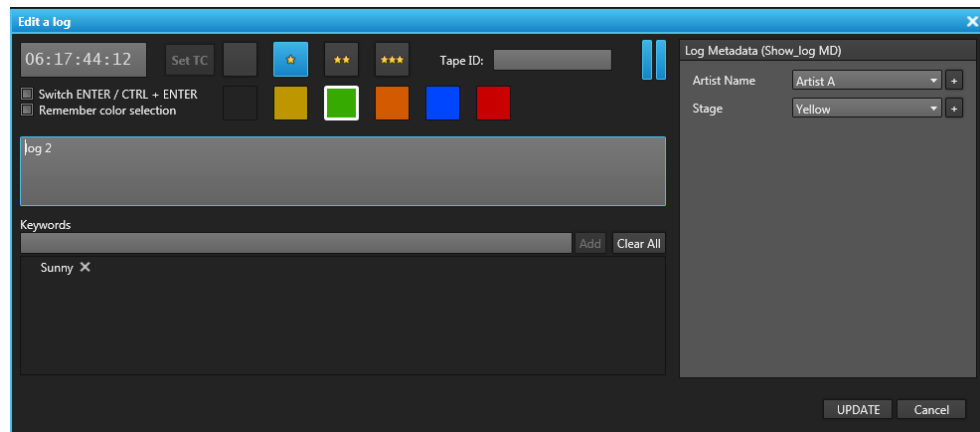 Edit a log
06:17:44:12
Set TC
Tape ID:
Switch ENTER / CTRL + ENTER
Remember color selection
log 2
Keywords
Add
Clear All
Sunny
Log Metadata (Show_log MD)
Artist Name
Artist A
+
Stage
Yellow
+
UPDATE
Cancel